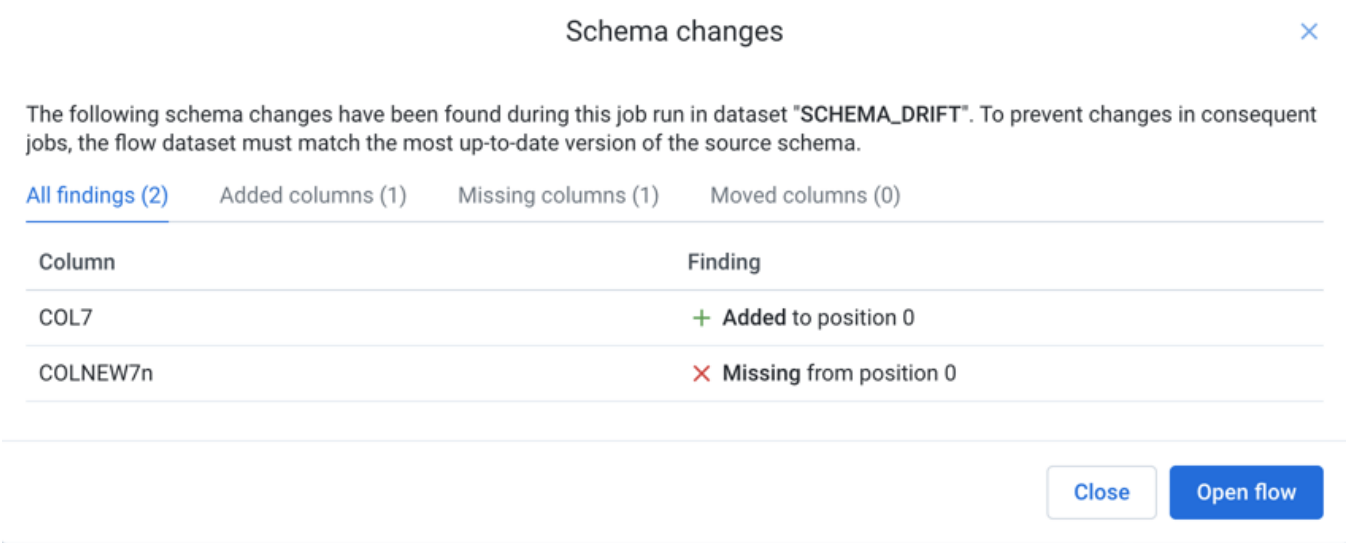 Schema changes
The following schema changes have been found during this job run in dataset "SCHEMA_DRIFT". To prevent changes in consequent
jobs, the flow dataset must match the most up-to-date version of the source schema.
All findings (2) Added columns (1) Missing columns (1) Moved columns (0)
Column Finding
COL7 Added to position 0
COLNEW7n Missing from position 0
Close Open flow